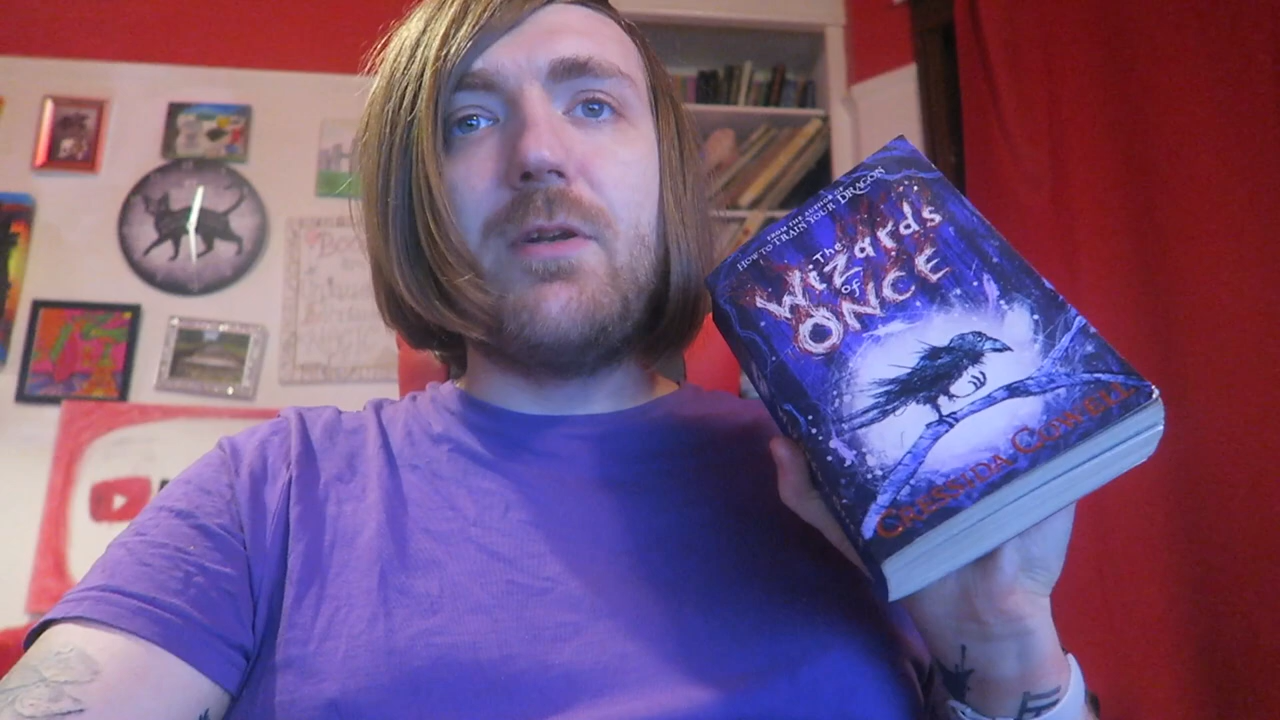 FROM THE AUTHOR OF
HOW TO TRAIN YOUR DRAGON
The
WiZards
of
ONCE
CRESSIDA COWELL